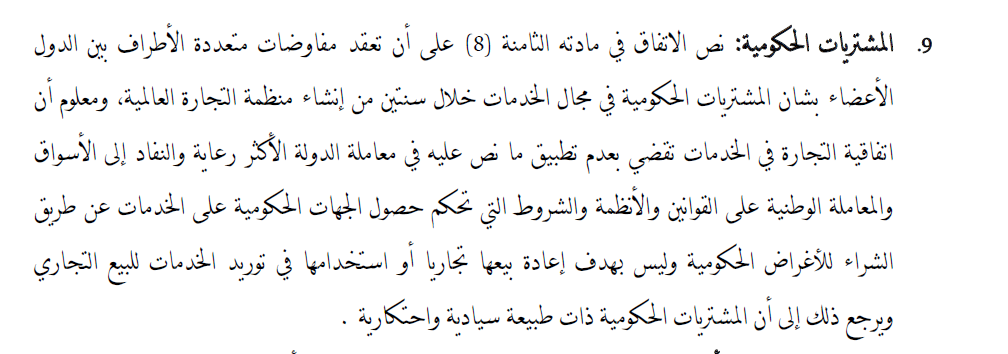 9. المشتريات الحكومية: نص الاتفاق في مادته الثامنة (8) على أن تعقد مفاوضات متعددة الأطراف بين الدول
الأعضاء بشان المشتريات الحكومية في مجال الخدمات خلال سنتين من إنشاء منظمة التجارة العالمية، ومعلوم أن
اتفاقية التجارة في الخدمات تقضي بعدم تطبيق ما نص عليه في معاملة الدولة الأكثر رعاية والنفاد إلى الأسواق
والمعاملة الوطنية على القوانين والأنظمة والشروط التي تحكم حصول الجهات الحكومية على الخدمات عن طريق
الشراء للأغراض الحكومية وليس بهدف إعادة بيعها تجاريا أو استخدامها في توريد الخدمات للبيع التجاري
ويرجع ذلك إلى أن المشتريات الحكومية ذات طبيعة سيادية واحتكارية .